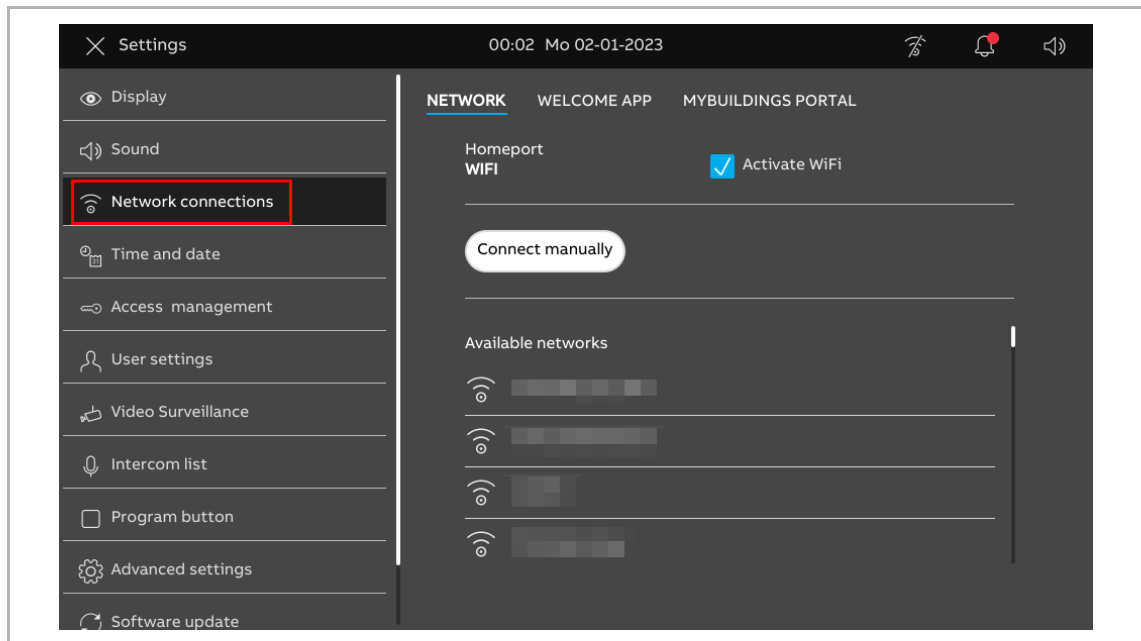 Settings
00:02 Mo 02-01-2023
Display
Sound
Network connections
Time and date
Access management
User settings
Video Surveillance
Intercom list
Program button
Advanced settings
Software update
NETWORK WELCOME APP MYBUILDINGS PORTAL
Homeport
WIFI
Activate WiFi
Connect manually
Available networks